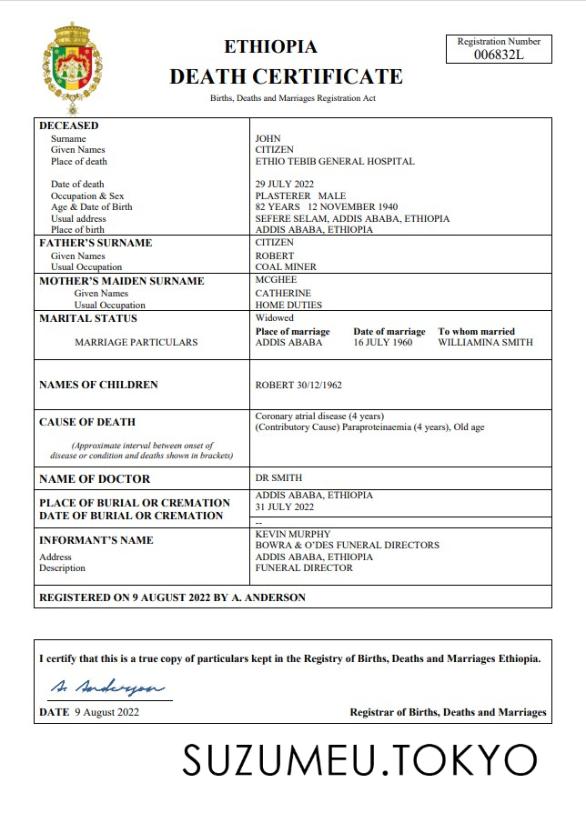 ETHIOPIA
DEATH CERTIFICATE
Births, Deaths and Marriages Registration Act
Registration Number
006832L
DECEASED
Surname JOHN
Given Names CITIZEN
Place of death ETHIO TEBIB GENERAL HOSPITAL
Date of death 29 JULY 2022
Occupation & Sex PLASTERER MALE
Age & Date of Birth 82 YEARS 12 NOVEMBER 1940
Usual address SEFERE SELAM, ADDIS ABABA, ETHIOPIA
Place of birth ADDIS ABABA, ETHIOPIA
FATHER'S SURNAME CITIZEN
Given Names ROBERT
Usual Occupation COAL MINER
MOTHER'S MAIDEN SURNAME MCGHEE
Given Names CATHERINE
Usual Occupation HOME DUTIES
MARITAL STATUS Widowed
Place of marriage Date of marriage To whom married
MARRIAGE PARTICULARS ADDIS ABABA 16 JULY 1960 WILLIAMINA SMITH
NAMES OF CHILDREN ROBERT 30/12/1962
CAUSE OF DEATH Coronary atrial disease (4 years)
(Contributory Cause) Paraproteinaemia (4 years), Old age
(Approximate interval between onset of
disease or condition and deaths shown in brackets)
NAME OF DOCTOR DR SMITH
PLACE OF BURIAL OR CREMATION ADDIS ABABA, ETHIOPIA
DATE OF BURIAL OR CREMATION 31 JULY 2022
--
INFORMANT'S NAME KEVIN MURPHY
BOWRA & O'DES FUNERAL DIRECTORS
Address ADDIS ABABA, ETHIOPIA
Description FUNERAL DIRECTOR
REGISTERED ON 9 AUGUST 2022 BY A. ANDERSON
I certify that this is a true copy of particulars kept in the Registry of Births, Deaths and Marriages Ethiopia.
A. Anderson
DATE 9 August 2022 Registrar of Births, Deaths and Marriages
SUZUMEU.TOKYO